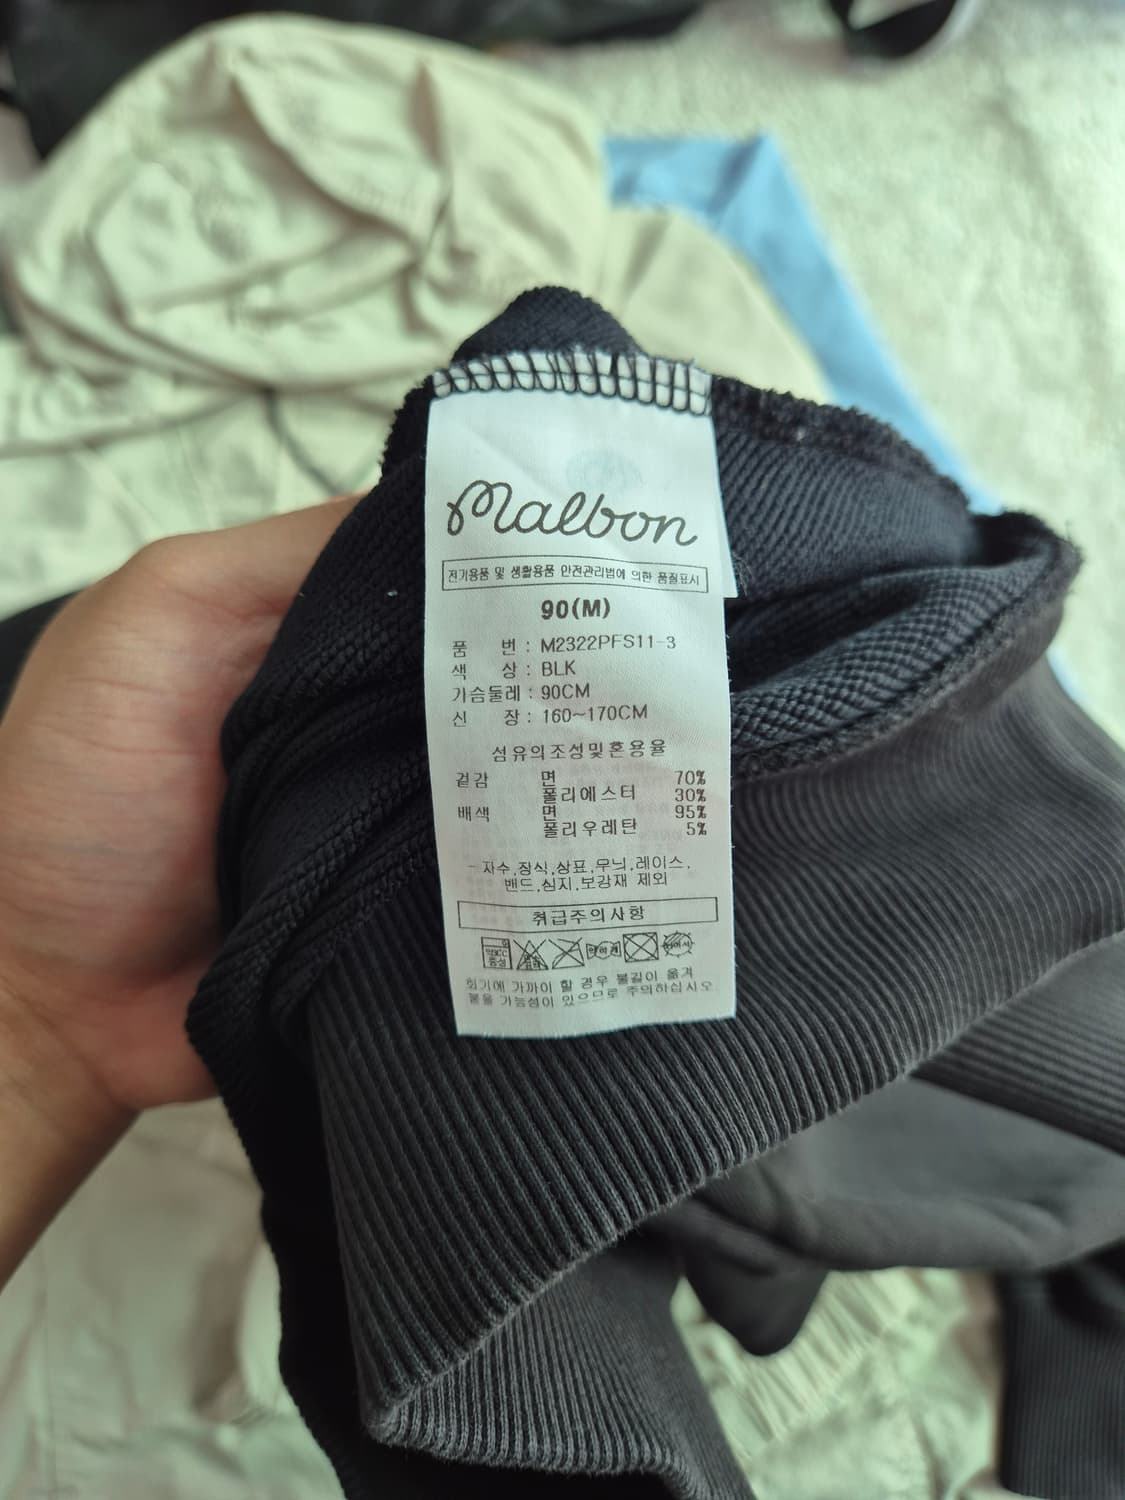 Malbon
전기용품 및 생활용품 안전관리법에 의한 품질표시
90(M)
품 번 : M2322PFS11-3
색 상 : BLK
가슴둘레 : 90CM
신 장 : 160~170CM
섬유의조성및혼용율
겉감 면 70%
폴리에스터 30%
배색 면 95%
폴리우레탄 5%
- 자수,장식,상표,무늬,레이스,
밴드,심지,보강재 제외
취급주의사항
중성
화기에 가까이 할 경우 불길이 옮겨
붙을 가능성이 있으므로 주의하십시오.